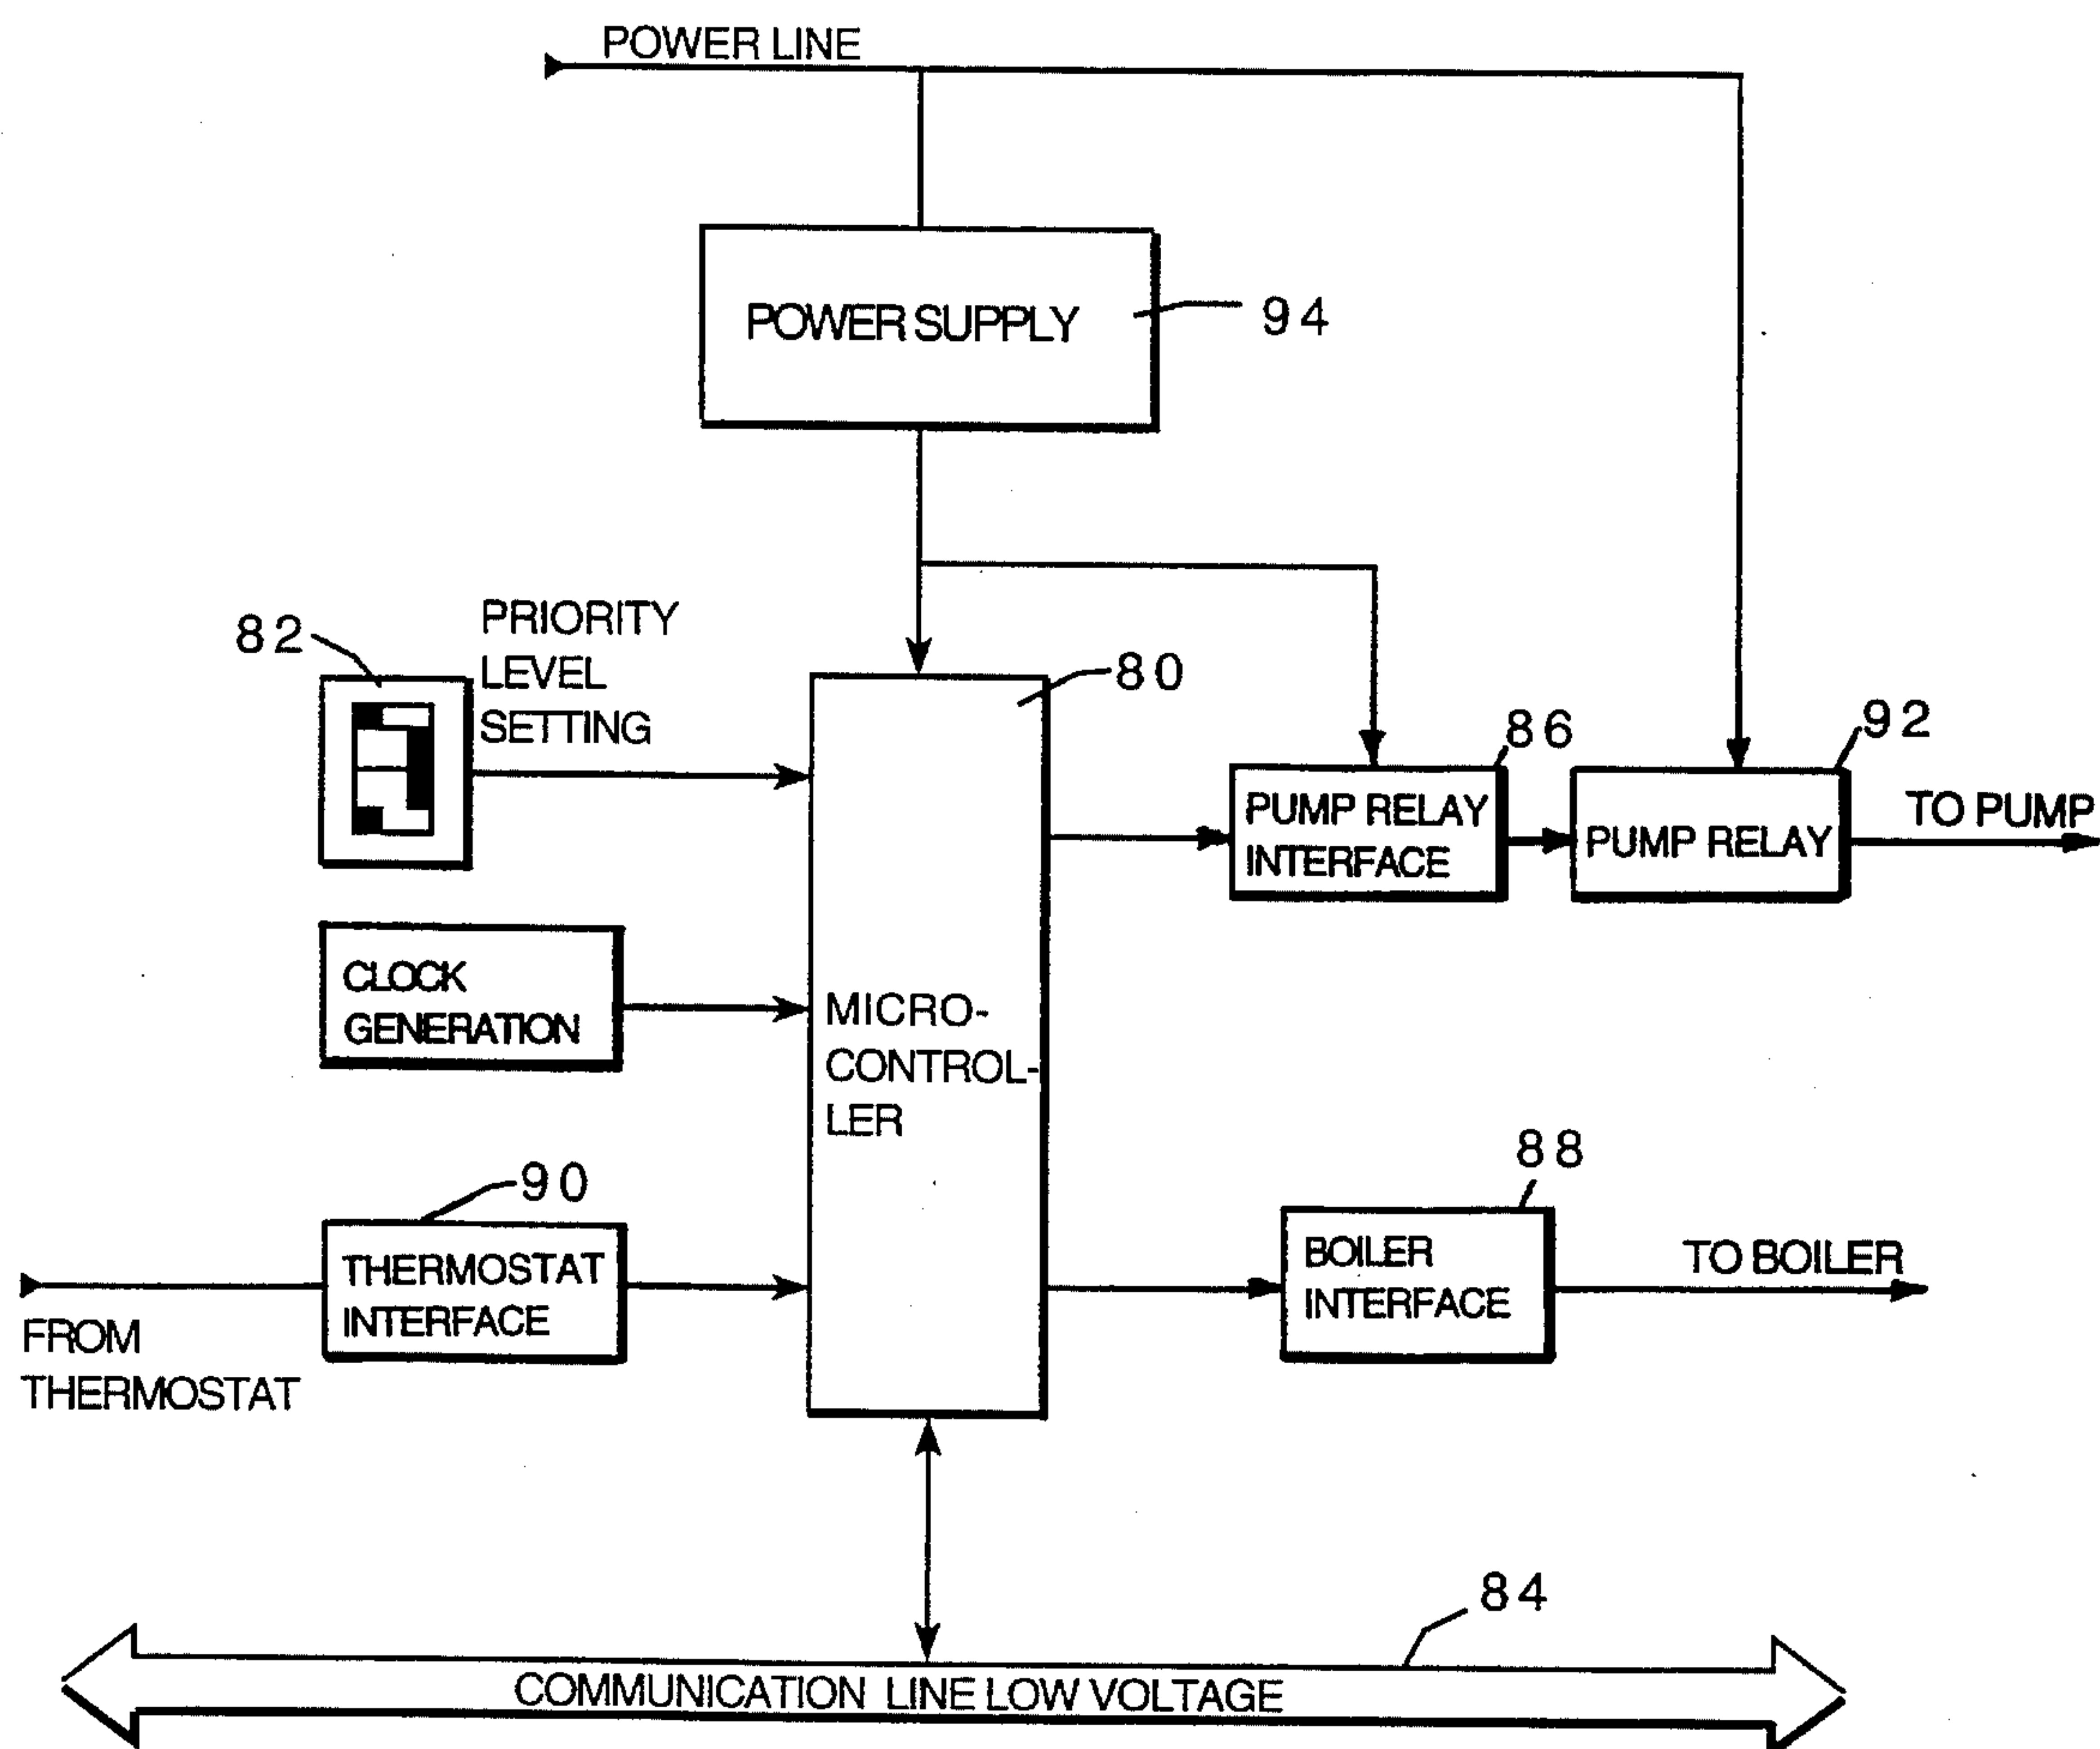 POWER LINE
POWER SUPPLY
94
82
PRIORITY
LEVEL
SETTING
80
86
92
PUMP RELAY
INTERFACE
PUMP RELAY
TO PUMP
CLOCK
GENERATION
MICRO-
CONTROL-
LER
90
88
THERMOSTAT
INTERFACE
BOILER
INTERFACE
TO BOILER
FROM
THERMOSTAT
84
COMMUNICATION LINE LOW VOLTAGE